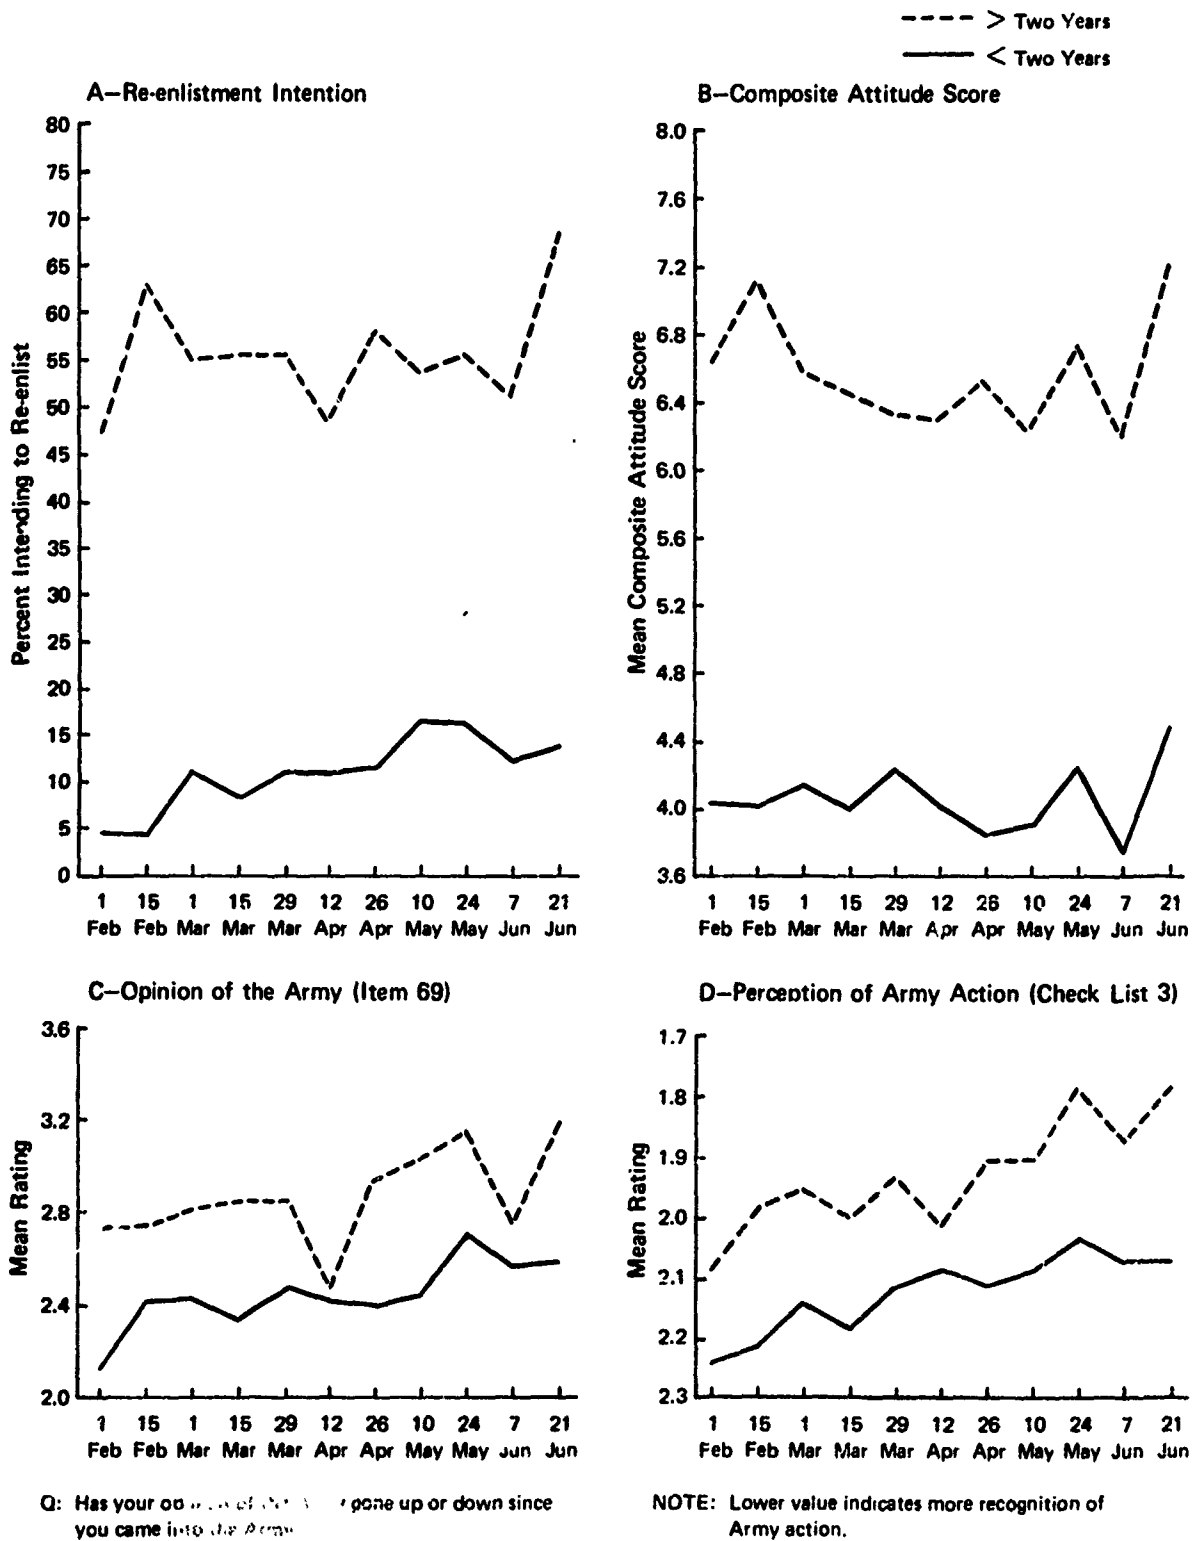 > Two Years
< Two Years
A—Re-enlistment Intention
Percent Intending to Re-enlist
80
75
70
65
60
55
50
45
40
35
30
25
20
15
10
5
0
1 15 1 15 29 12 26 10 24 7 21
Feb Feb Mar Mar Mar Apr Apr May May Jun Jun
B—Composite Attitude Score
Mean Composite Attitude Score
8.0
7.6
7.2
6.8
6.4
6.0
5.6
5.2
4.8
4.4
4.0
3.6
1 15 1 15 29 12 26 10 24 7 21
Feb Feb Mar Mar Mar Apr Apr May May Jun Jun
C—Opinion of the Army (Item 69)
Mean Rating
3.6
3.2
2.8
2.4
2.0
1 15 1 15 29 12 26 10 24 7 21
Feb Feb Mar Mar Mar Apr Apr May May Jun Jun
Q: Has your gone up or down since
you came into the Army
D—Perception of Army Action (Check List 3)
Mean Rating
1.7
1.8
1.9
2.0
2.1
2.2
2.3
1 15 1 15 29 12 26 10 24 7 21
Feb Feb Mar Mar Mar Apr Apr May May Jun Jun
NOTE: Lower value indicates more recognition of
Army action.